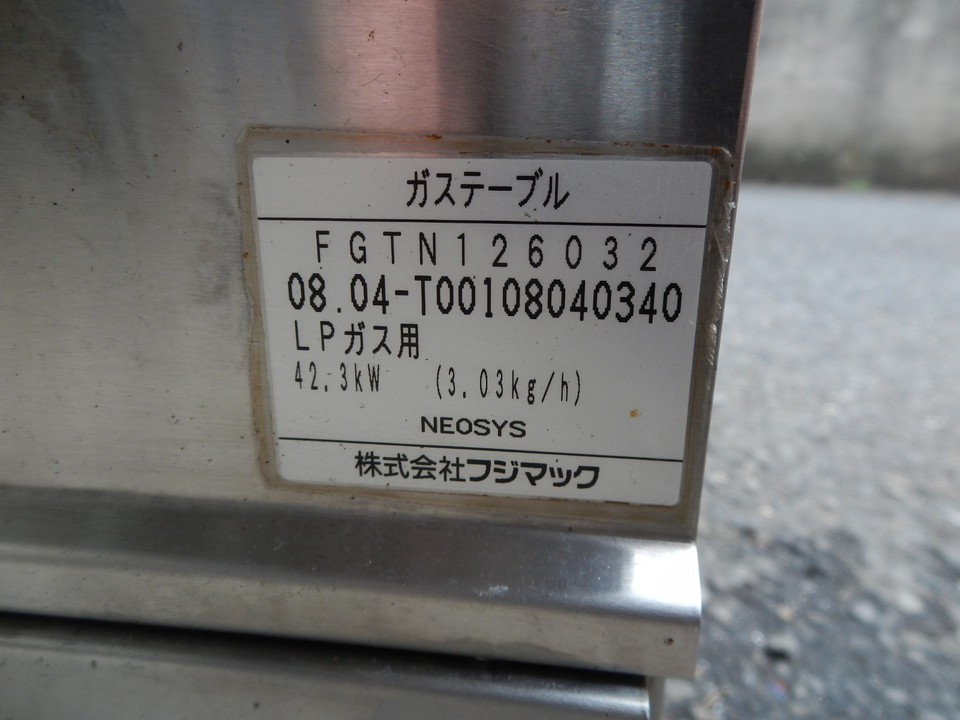 ガステーブル
FGTN126032
08.04-T00108040340
LPガス用
42.3kW (3.03kg/h)
NEOSYS
株式会社フジマック